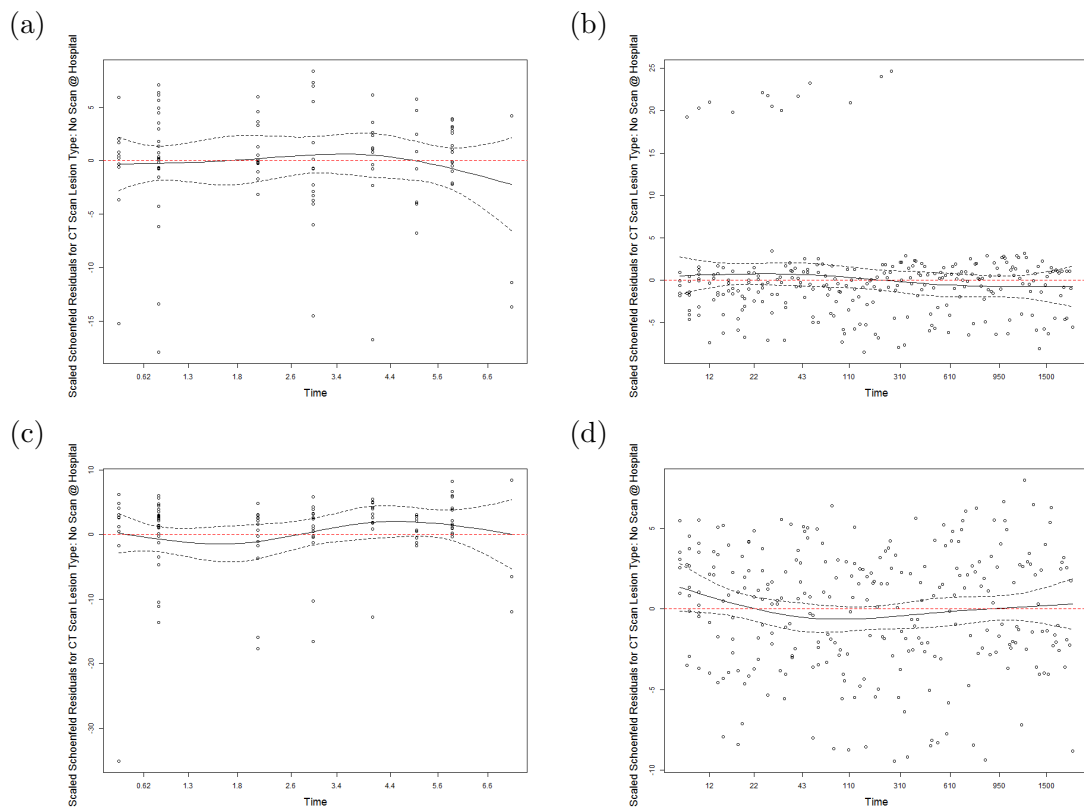 (a)
Scaled Schoenfeld Residuals for CT Scan Lesion Type: No Scan @ Hospital
5
0
-5
-10
-15
0.62 1.3 1.8 2.6 3.4 4.4 5.6 6.6
Time
(b)
Scaled Schoenfeld Residuals for CT Scan Lesion Type: No Scan @ Hospital
25
20
15
10
5
0
-5
12 22 43 110 310 610 950 1500
Time
(c)
Scaled Schoenfeld Residuals for CT Scan Lesion Type: No Scan @ Hospital
10
0
-10
-20
-30
0.62 1.3 1.8 2.6 3.4 4.4 5.6 6.6
Time
(d)
Scaled Schoenfeld Residuals for CT Scan Lesion Type: No Scan @ Hospital
5
0
-5
-10
12 22 43 110 310 610 950 1500
Time